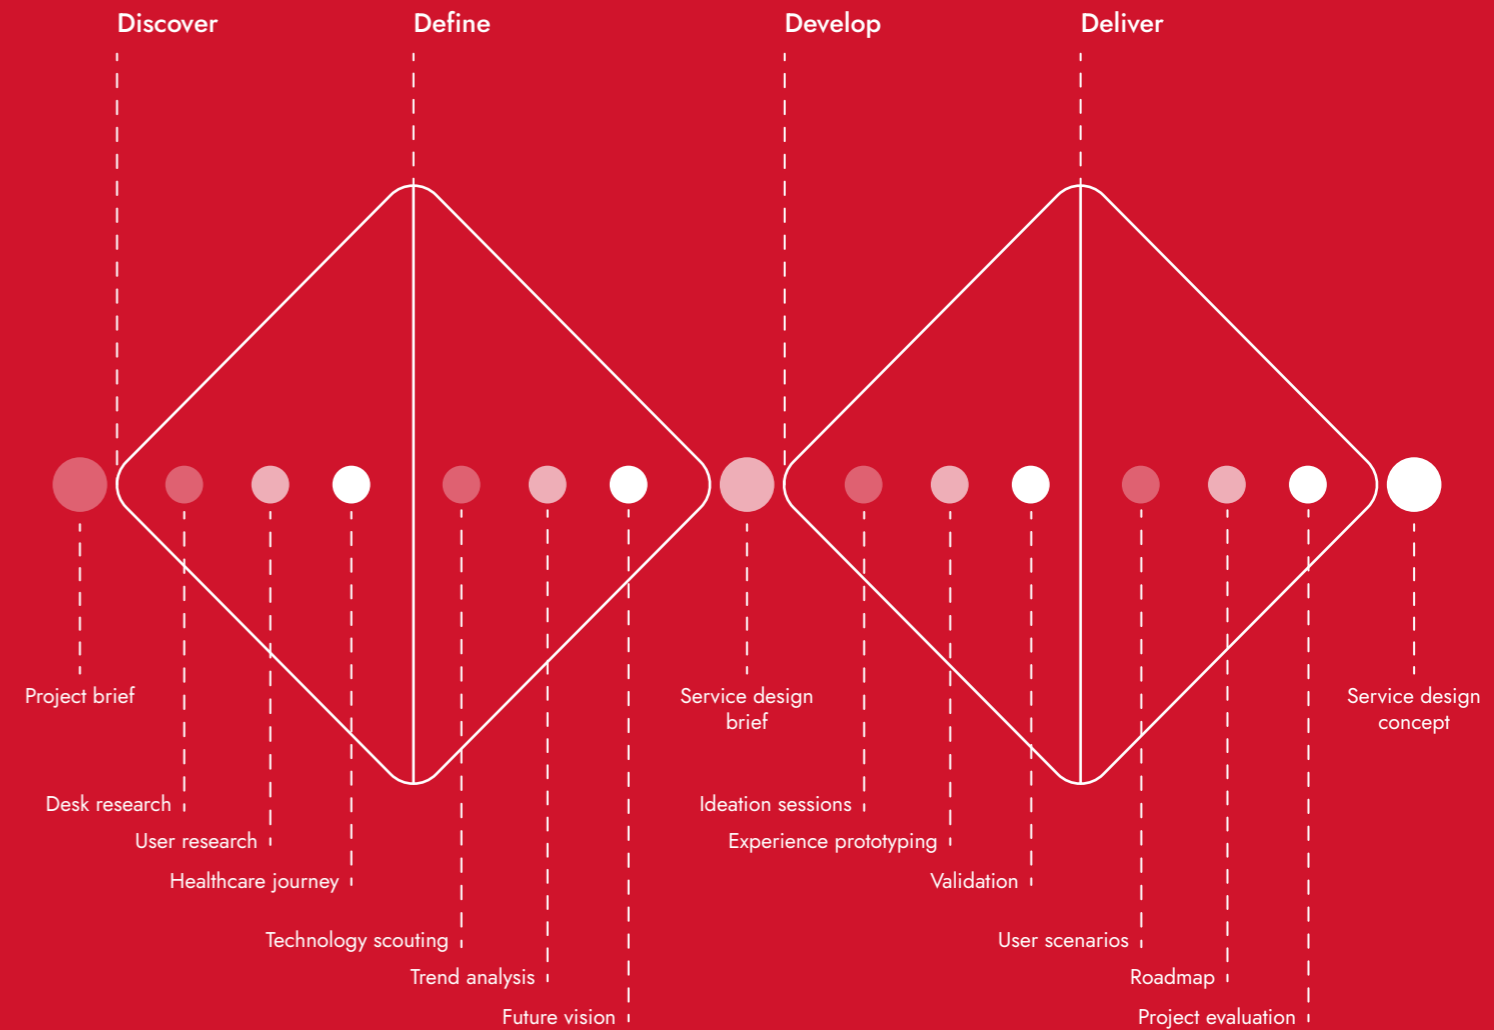 Discover
Define
Develop
Deliver
Project brief
Service design
brief
Service design
concept
Desk research
User research
Healthcare journey
Technology scouting
Trend analysis
Future vision
Ideation sessions
Experience prototyping
Validation
User scenarios
Roadmap
Project evaluation